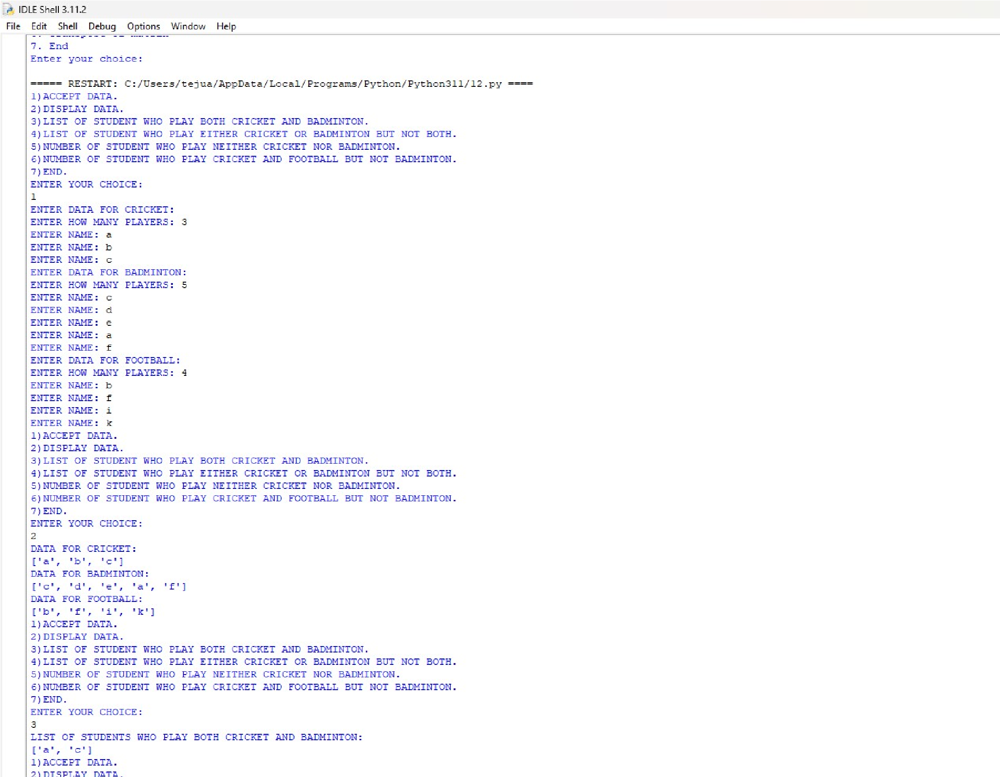 IDLE Shell 3.11.2
File Edit Shell Debug Options Window Help
7. End
Enter your choice:
===== RESTART: C:/Users/tejua/AppData/Local/Programs/Python/Python311/12.py ====
1)ACCEPT DATA.
2)DISPLAY DATA.
3)LIST OF STUDENT WHO PLAY BOTH CRICKET AND BADMINTON.
4)LIST OF STUDENT WHO PLAY EITHER CRICKET OR BADMINTON BUT NOT BOTH.
5)NUMBER OF STUDENT WHO PLAY NEITHER CRICKET NOR BADMINTON.
6)NUMBER OF STUDENT WHO PLAY CRICKET AND FOOTBALL BUT NOT BADMINTON.
7)END.
ENTER YOUR CHOICE:
1
ENTER DATA FOR CRICKET:
ENTER HOW MANY PLAYERS: 3
ENTER NAME: a
ENTER NAME: b
ENTER NAME: c
ENTER DATA FOR BADMINTON:
ENTER HOW MANY PLAYERS: 5
ENTER NAME: c
ENTER NAME: d
ENTER NAME: e
ENTER NAME: a
ENTER NAME: f
ENTER DATA FOR FOOTBALL:
ENTER HOW MANY PLAYERS: 4
ENTER NAME: b
ENTER NAME: f
ENTER NAME: i
ENTER NAME: k
1)ACCEPT DATA.
2)DISPLAY DATA.
3)LIST OF STUDENT WHO PLAY BOTH CRICKET AND BADMINTON.
4)LIST OF STUDENT WHO PLAY EITHER CRICKET OR BADMINTON BUT NOT BOTH.
5)NUMBER OF STUDENT WHO PLAY NEITHER CRICKET NOR BADMINTON.
6)NUMBER OF STUDENT WHO PLAY CRICKET AND FOOTBALL BUT NOT BADMINTON.
7)END.
ENTER YOUR CHOICE:
2
DATA FOR CRICKET:
['a', 'b', 'c']
DATA FOR BADMINTON:
['c', 'd', 'e', 'a', 'f']
DATA FOR FOOTBALL:
['b', 'f', 'i', 'k']
1)ACCEPT DATA.
2)DISPLAY DATA.
3)LIST OF STUDENT WHO PLAY BOTH CRICKET AND BADMINTON.
4)LIST OF STUDENT WHO PLAY EITHER CRICKET OR BADMINTON BUT NOT BOTH.
5)NUMBER OF STUDENT WHO PLAY NEITHER CRICKET NOR BADMINTON.
6)NUMBER OF STUDENT WHO PLAY CRICKET AND FOOTBALL BUT NOT BADMINTON.
7)END.
ENTER YOUR CHOICE:
3
LIST OF STUDENTS WHO PLAY BOTH CRICKET AND BADMINTON:
['a', 'c']
1)ACCEPT DATA.
2)DISPLAY DATA.